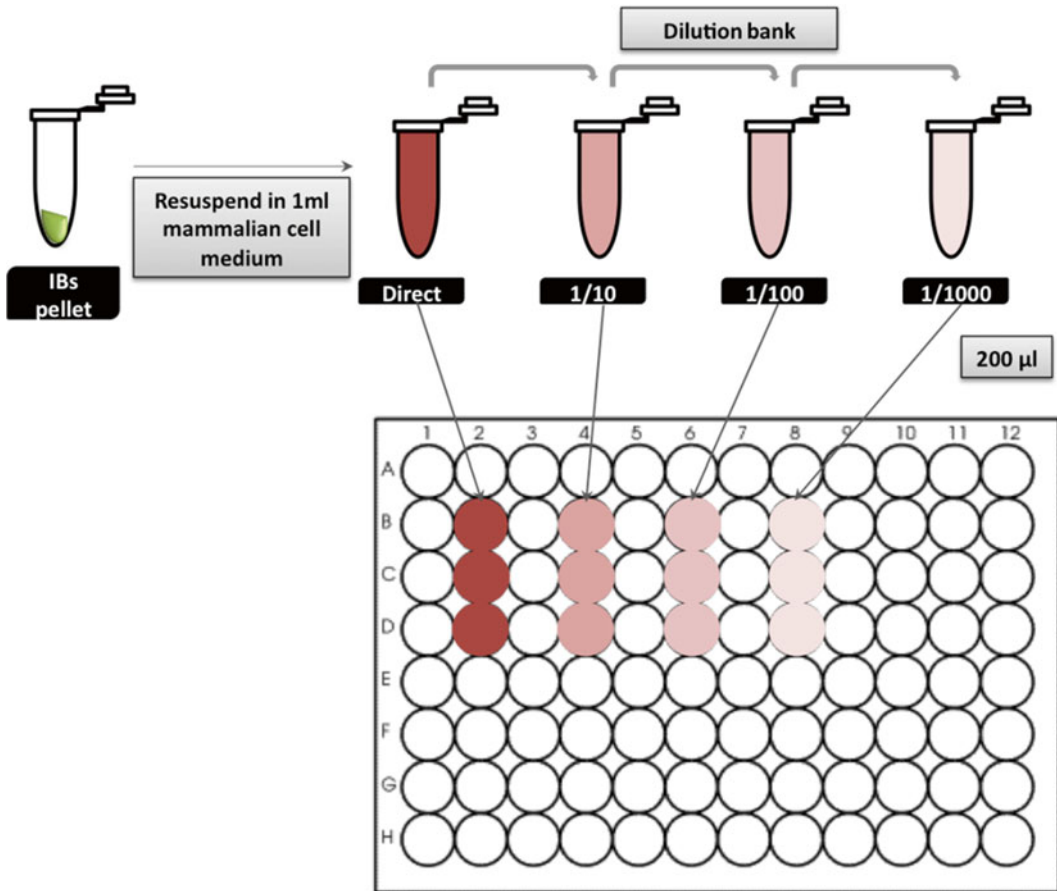 Dilution bank
Resuspend in 1ml
mammalian cell
medium
IBs
pellet
Direct
1/10
1/100
1/1000
200 µl
1 2 3 4 5 6 7 8 9 10 11 12
A
B
C
D
E
F
G
H